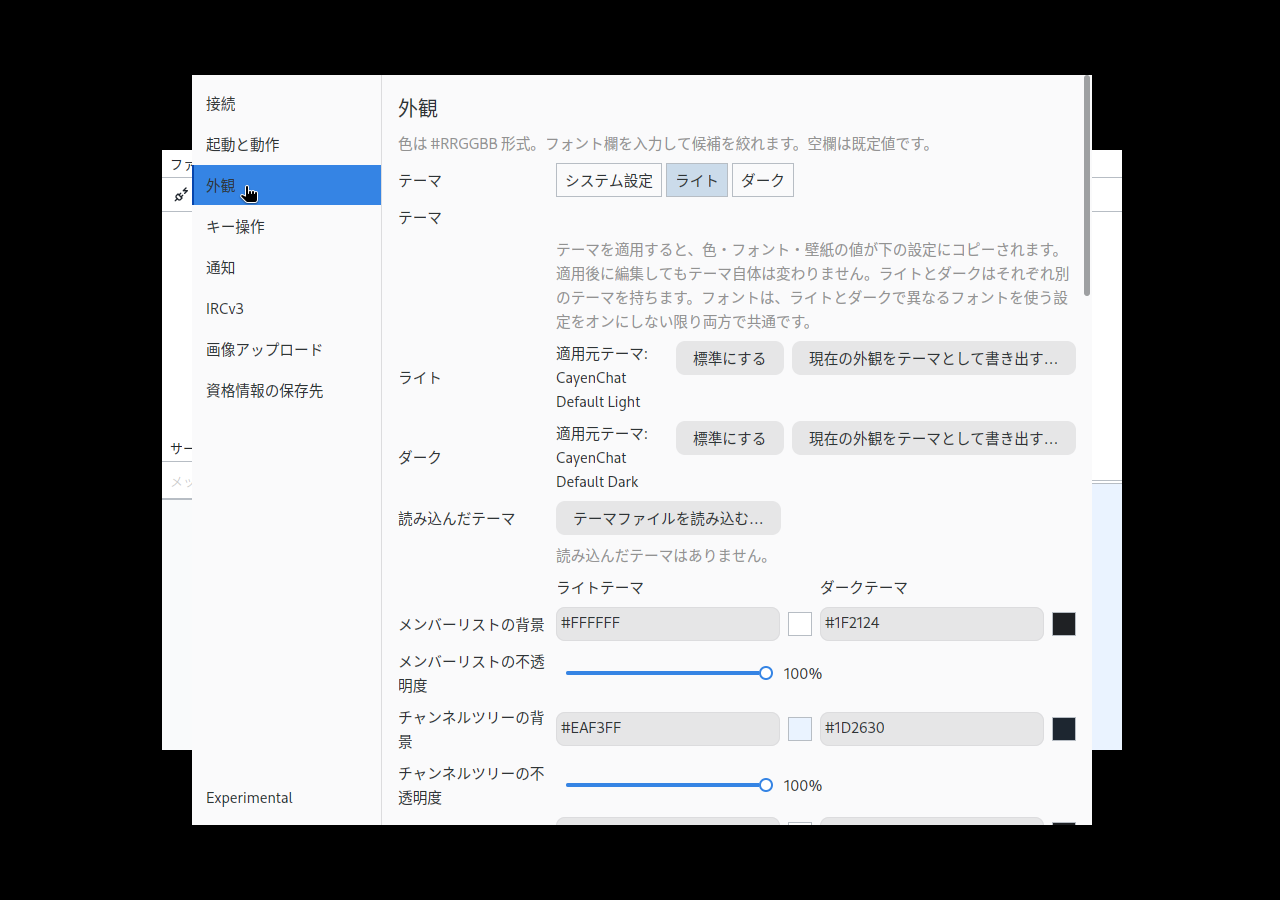 接続
起動と動作
外観
キー操作
通知
IRCv3
画像アップロード
資格情報の保存先
Experimental
ファ
サー
メッ
外観
色は #RRGGBB 形式。フォント欄を入力して候補を絞れます。空欄は既定値です。
テーマ システム設定 ライト ダーク
テーマ
テーマを適用すると、色・フォント・壁紙の値が下の設定にコピーされます。
適用後に編集してもテーマ自体は変わりません。ライトとダークはそれぞれ別
のテーマを持ちます。フォントは、ライトとダークで異なるフォントを使う設
定をオンにしない限り両方で共通です。
ライト
適用元テーマ:
CayenChat
Default Light
標準にする 現在の外観をテーマとして書き出す...
ダーク
適用元テーマ:
CayenChat
Default Dark
標準にする 現在の外観をテーマとして書き出す...
読み込んだテーマ テーマファイルを読み込む...
読み込んだテーマはありません。
ライトテーマ ダークテーマ
メンバーリストの背景 #FFFFFF #1F2124
メンバーリストの不透
明度
100%
チャンネルツリーの背
景
#EAF3FF #1D2630
チャンネルツリーの不
透明度
100%